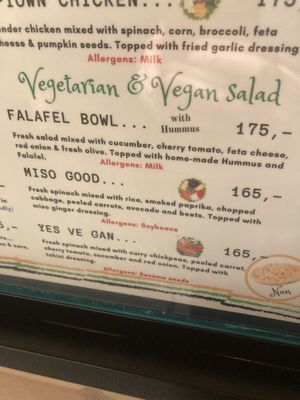 TOWN CHICKEN... 175
nder chicken mixed with spinach, corn, broccoli, feta
cheese & pumpkin seeds. Topped with fried garlic dressing
Allergens: Milk
Vegetarian & Vegan Salad
FALAFEL BOWL... with Hummus 175,-
Fresh salad mixed with cucumber, cherry tomato, feta cheese,
red onion & fresh olive. Topped with home-made Hummus and
Falafel.
Allergens: Milk
MISO GOOD... 165,-
Fresh spinach mixed with rice, smoked paprika, chopped
cabbage, peeled carrots, avocado and beets. Topped with
miso ginger dressing.
Allergens: Soybeans
YES VE GAN... 165,-
Fresh spinach mixed with curry chickpeas, peeled carrot,
cherry tomato, cucumber and red onion. Topped with
tahini dressing.
Allergens: Sesame seeds
Nan